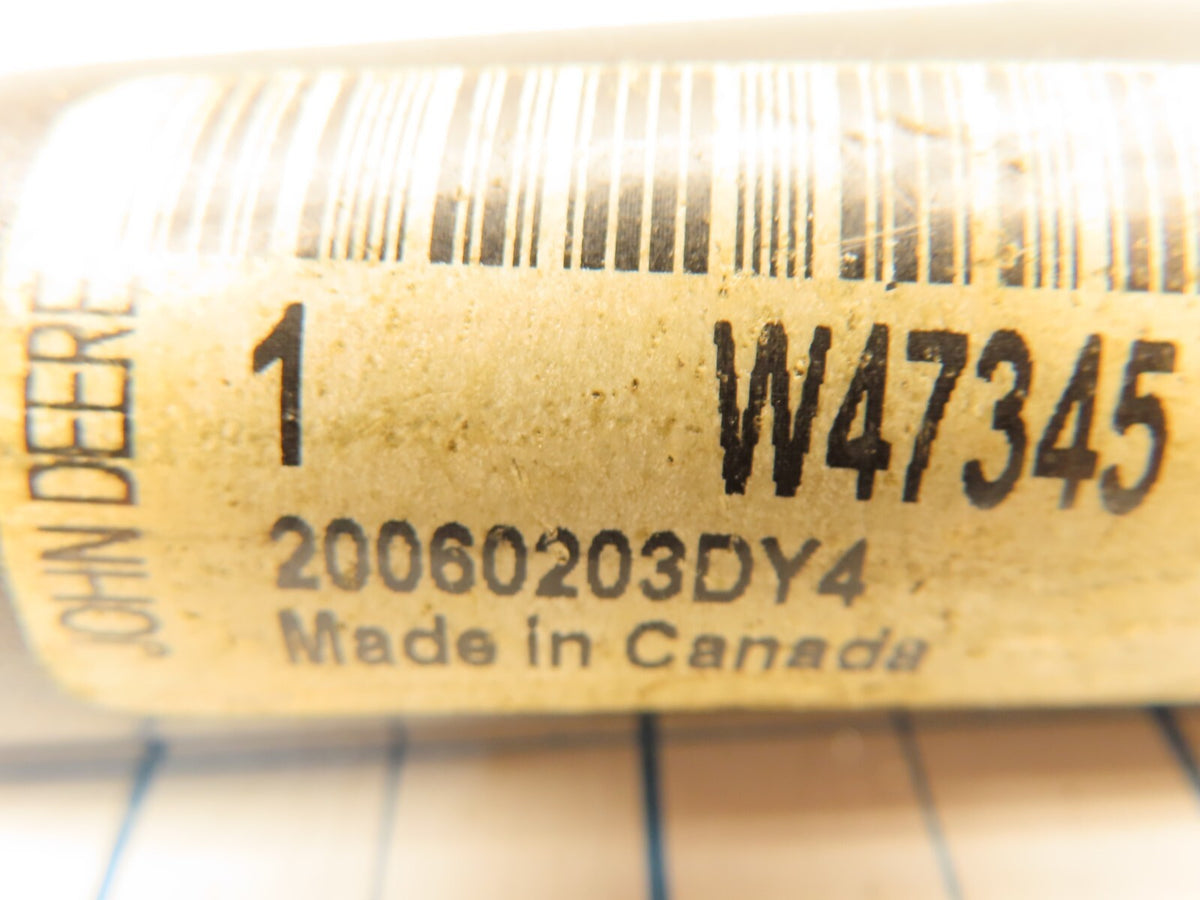 JOHN DEERE
1 W47345
20060203DY4
Made in Canada